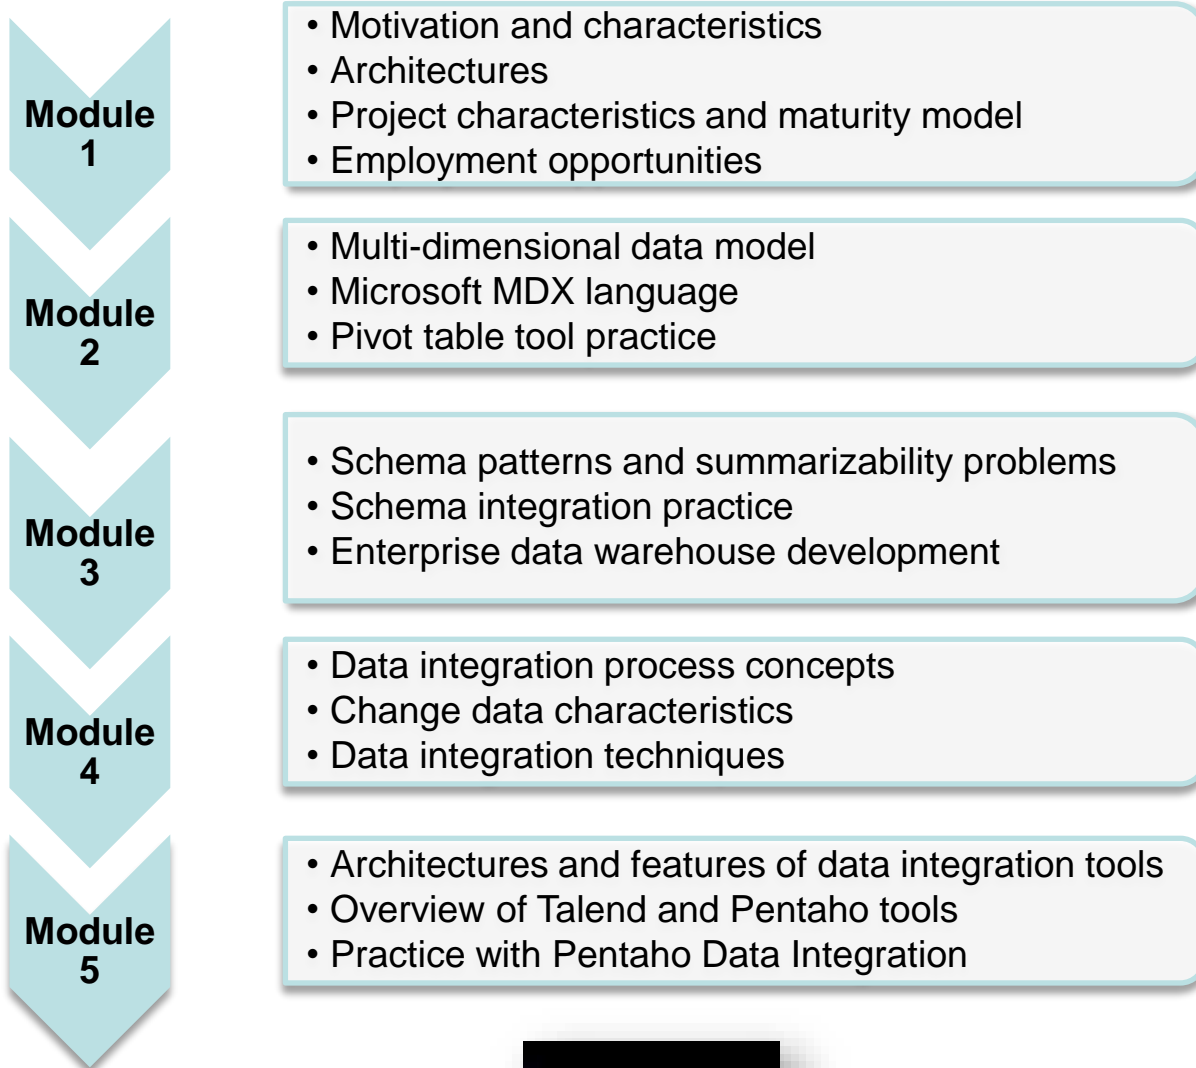 Module
1
• Motivation and characteristics
• Architectures
• Project characteristics and maturity model
• Employment opportunities
Module
2
• Multi-dimensional data model
• Microsoft MDX language
• Pivot table tool practice
Module
3
• Schema patterns and summarizability problems
• Schema integration practice
• Enterprise data warehouse development
Module
4
• Data integration process concepts
• Change data characteristics
• Data integration techniques
Module
5
• Architectures and features of data integration tools
• Overview of Talend and Pentaho tools
• Practice with Pentaho Data Integration